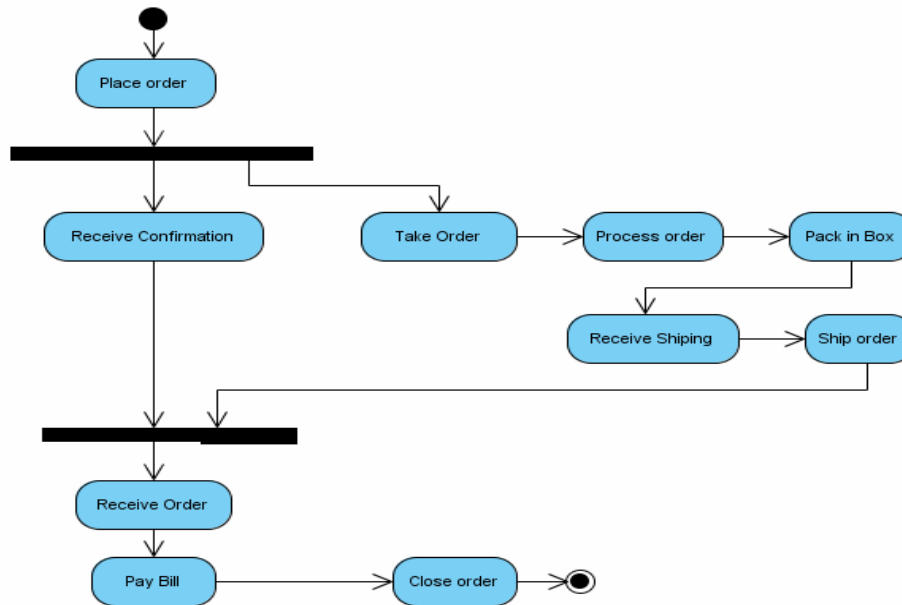 Place order
Receive Confirmation
Take Order
Process order
Pack in Box
Receive Shiping
Ship order
Receive Order
Pay Bill
Close order